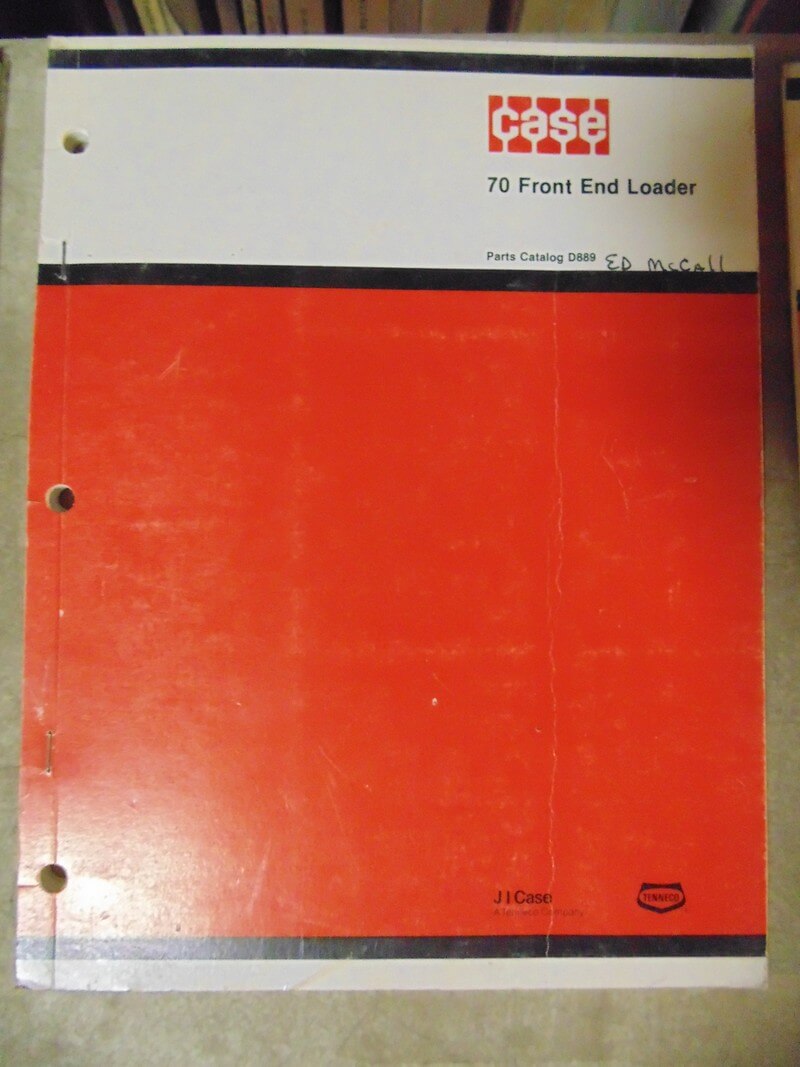 case
70 Front End Loader
Parts Catalog D889 ED McCAll
J I Case
A Tenneco Company
TENNECO